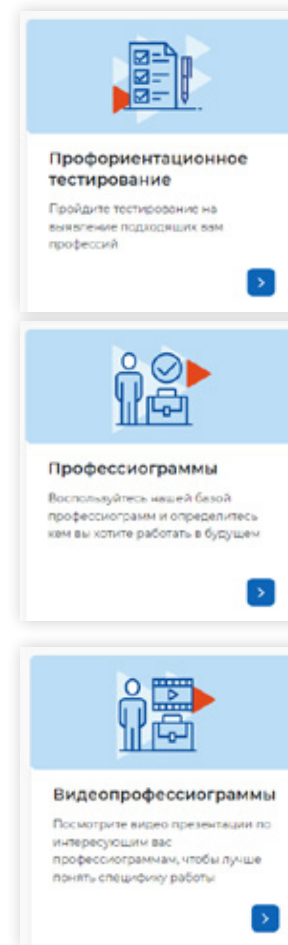 Профориентационное
тестирование
Пройдите тестирование на
выявление подходящих вам
профессий
Профессиограммы
Воспользуйтесь нашей базой
профессиограмм и определитесь
кем вы хотите работать в будущем
Видеопрофессиограммы
Посмотрите видео презентации по
интересующим вас
профессиограммам, чтобы лучше
понять специфику работы